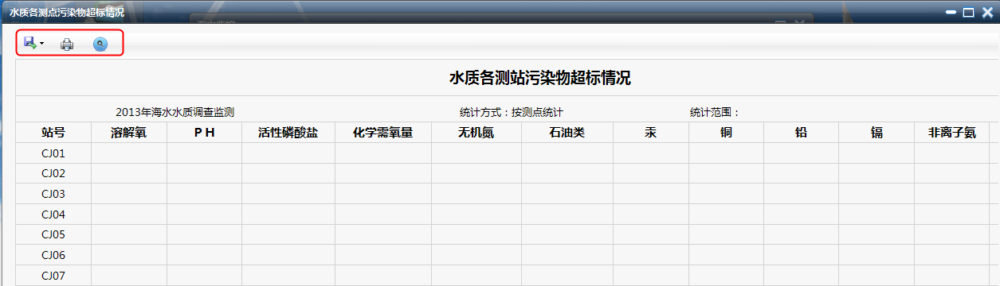 水质各测点污染物超标情况
水质各测站污染物超标情况
2013年海水水质调查监测 统计方式：按测点统计 统计范围：
站号 溶解氧 P H 活性磷酸盐 化学需氧量 无机氮 石油类 汞 铜 铅 镉 非离子氨
CJ01
CJ02
CJ03
CJ04
CJ05
CJ06
CJ07